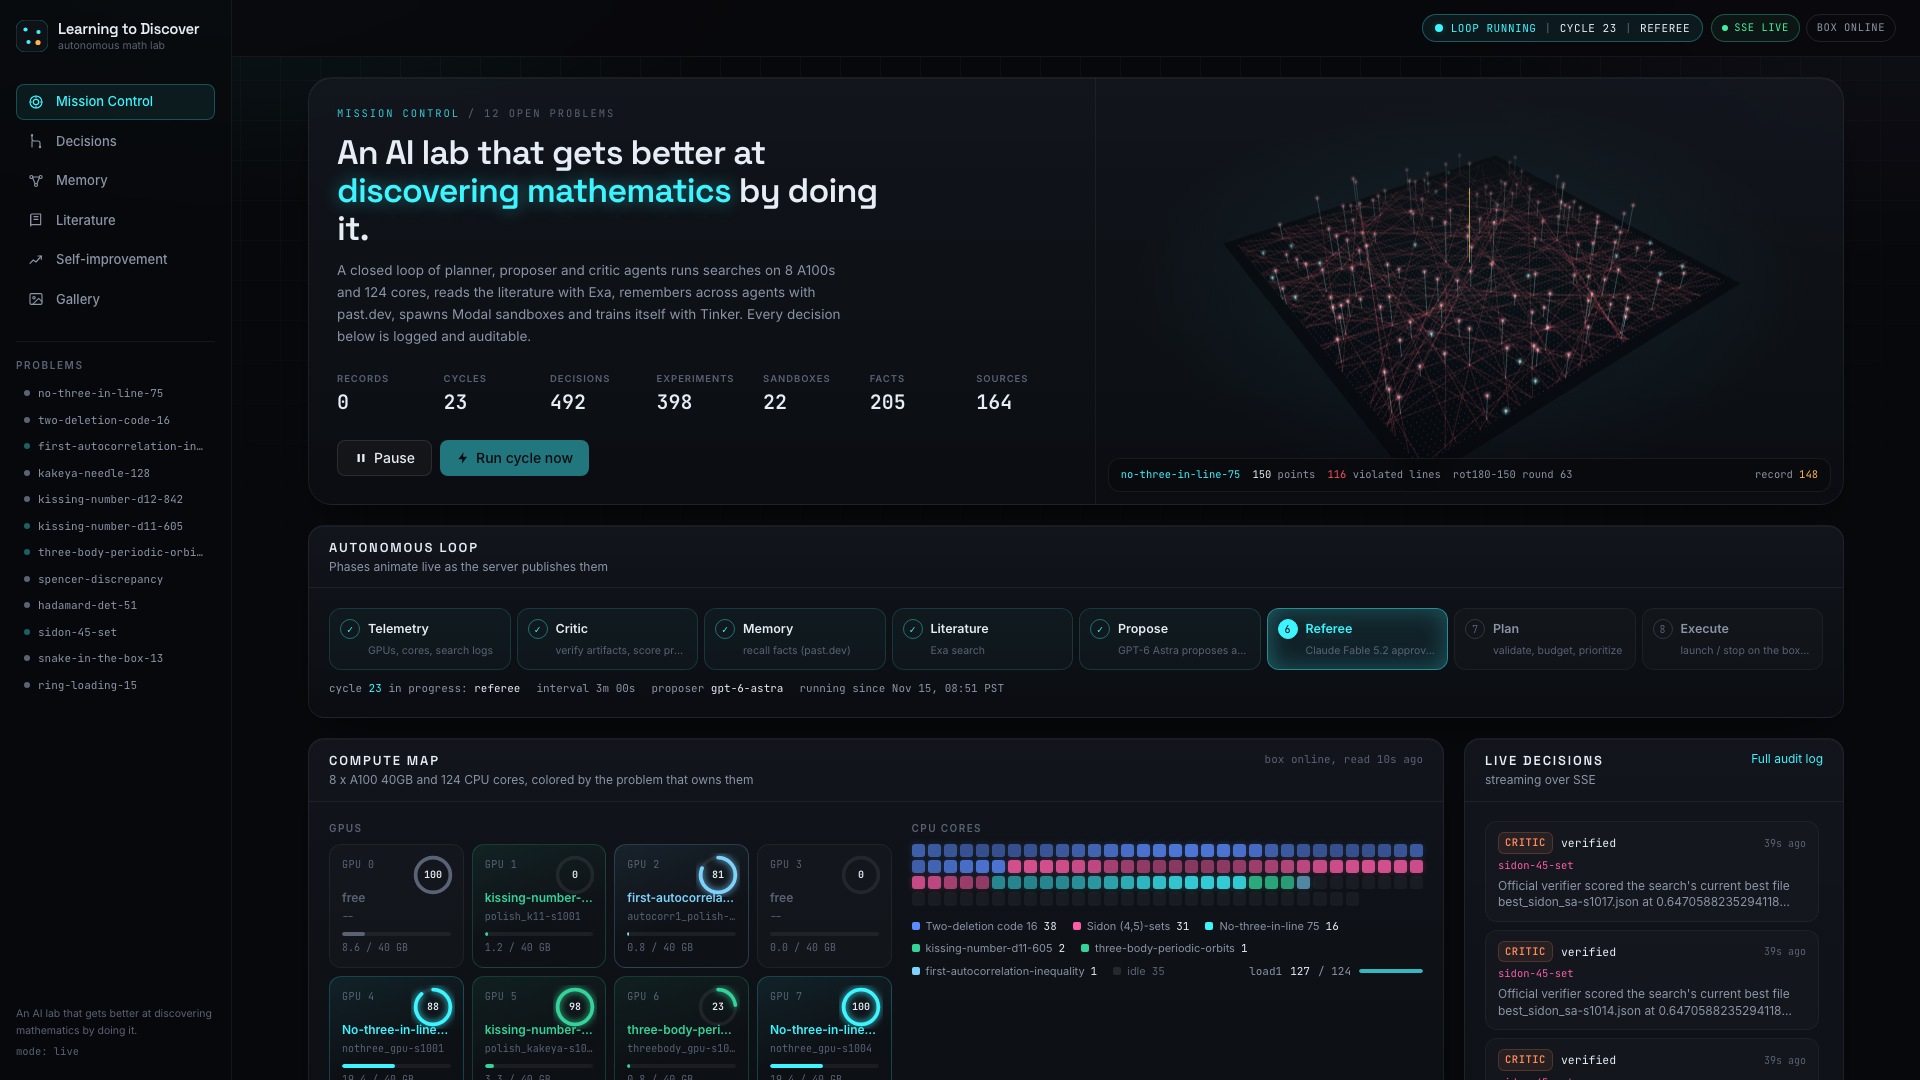 Learning to Discover
autonomous math lab
LOOP RUNNING | CYCLE 23 | REFEREE
SSE LIVE
BOX ONLINE
Mission Control
Decisions
Memory
Literature
Self-improvement
Gallery
PROBLEMS
no-three-in-line-75
two-deletion-code-16
first-autocorrelation-in…
kakeya-needle-128
kissing-number-d12-842
kissing-number-d11-605
three-body-periodic-orbi…
spencer-discrepancy
hadamard-det-51
sidon-45-set
snake-in-the-box-13
ring-loading-15
An AI lab that gets better at discovering
mathematics by doing it.
mode: live
MISSION CONTROL / 12 OPEN PROBLEMS
An AI lab that gets better at
discovering mathematics by doing
it.
A closed loop of planner, proposer and critic agents runs searches on 8 A100s
and 124 cores, reads the literature with Exa, remembers across agents with
past.dev, spawns Modal sandboxes and trains itself with Tinker. Every decision
below is logged and auditable.
RECORDS CYCLES DECISIONS EXPERIMENTS SANDBOXES FACTS SOURCES
0 23 492 398 22 205 164
Pause
Run cycle now
no-three-in-line-75 150 points 116 violated lines rot180-150 round 63 record 148
AUTONOMOUS LOOP
Phases animate live as the server publishes them
✓ Telemetry
GPUs, cores, search logs
✓ Critic
verify artifacts, score pr…
✓ Memory
recall facts (past.dev)
✓ Literature
Exa search
✓ Propose
GPT-6 Astra proposes a…
6 Referee
Claude Fable 5.2 approv…
7 Plan
validate, budget, prioritize
8 Execute
launch / stop on the box…
cycle 23 in progress: referee interval 3m 00s proposer gpt-6-astra running since Nov 15, 08:51 PST
COMPUTE MAP
8 x A100 40GB and 124 CPU cores, colored by the problem that owns them
box online, read 10s ago
GPUS
GPU 0 100
free
--
8.6 / 40 GB
GPU 1 0
kissing-number-…
polish_k11-s1001
1.2 / 40 GB
GPU 2 81
first-autocorrela…
autocorr1_polish-…
0.8 / 40 GB
GPU 3 0
free
--
0.0 / 40 GB
GPU 4 88
No-three-in-line…
nothree_gpu-s1001
19.4 / 40 GB
GPU 5 98
kissing-number-…
polish_kakeya-s10…
3.3 / 40 GB
GPU 6 23
three-body-peri…
threebody_gpu-s10…
0.8 / 40 GB
GPU 7 100
No-three-in-line…
nothree_gpu-s1004
19.4 / 40 GB
CPU CORES
Two-deletion code 16 38 Sidon (4,5)-sets 31 No-three-in-line 75 16
kissing-number-d11-605 2 three-body-periodic-orbits 1
first-autocorrelation-inequality 1 idle 35 load1 127 / 124
LIVE DECISIONS
Full audit log
streaming over SSE
CRITIC verified 39s ago
sidon-45-set
Official verifier scored the search's current best file
best_sidon_sa-s1017.json at 0.6470588235294118…
CRITIC verified 39s ago
sidon-45-set
Official verifier scored the search's current best file
best_sidon_sa-s1014.json at 0.6470588235294118…
CRITIC verified 39s ago